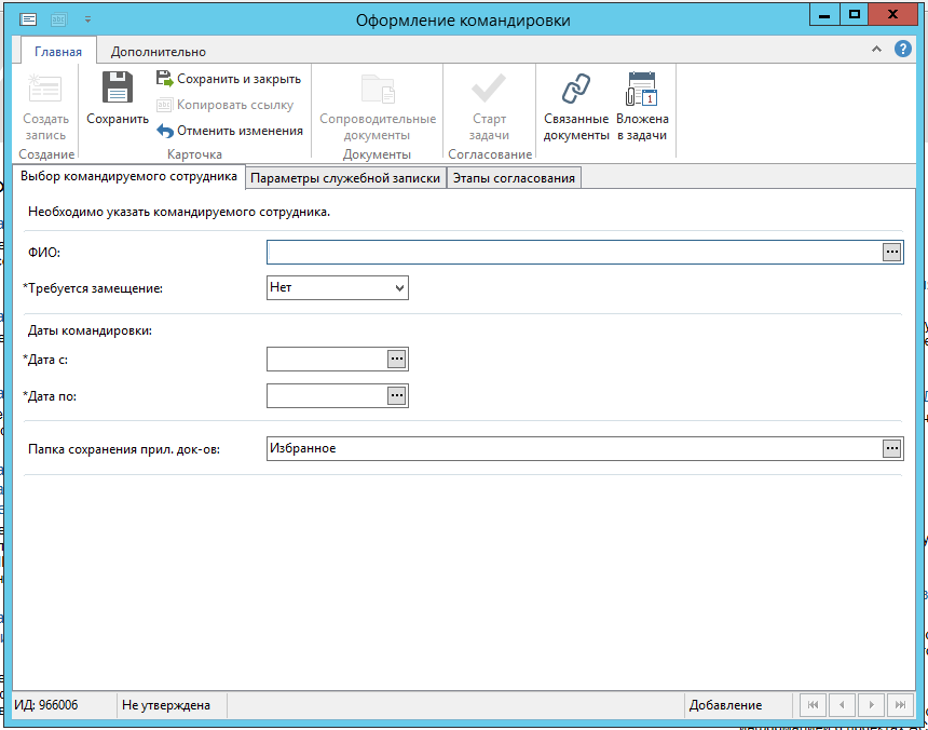 Оформление командировки
Главная
Дополнительно
Создать
запись
Создание
Сохранить
Сохранить и закрыть
Копировать ссылку
Отменить изменения
Карточка
Сопроводительные
документы
Документы
Старт
задачи
Согласование
Связанные
документы
Вложена
в задачи
Выбор командируемого сотрудника
Параметры служебной записки
Этапы согласования
Необходимо указать командируемого сотрудника.
ФИО:
*Требуется замещение:
Нет
Даты командировки:
*Дата с:
*Дата по:
Папка сохранения прил. док-ов:
Избранное
ИД: 966006
Не утверждена
Добавление